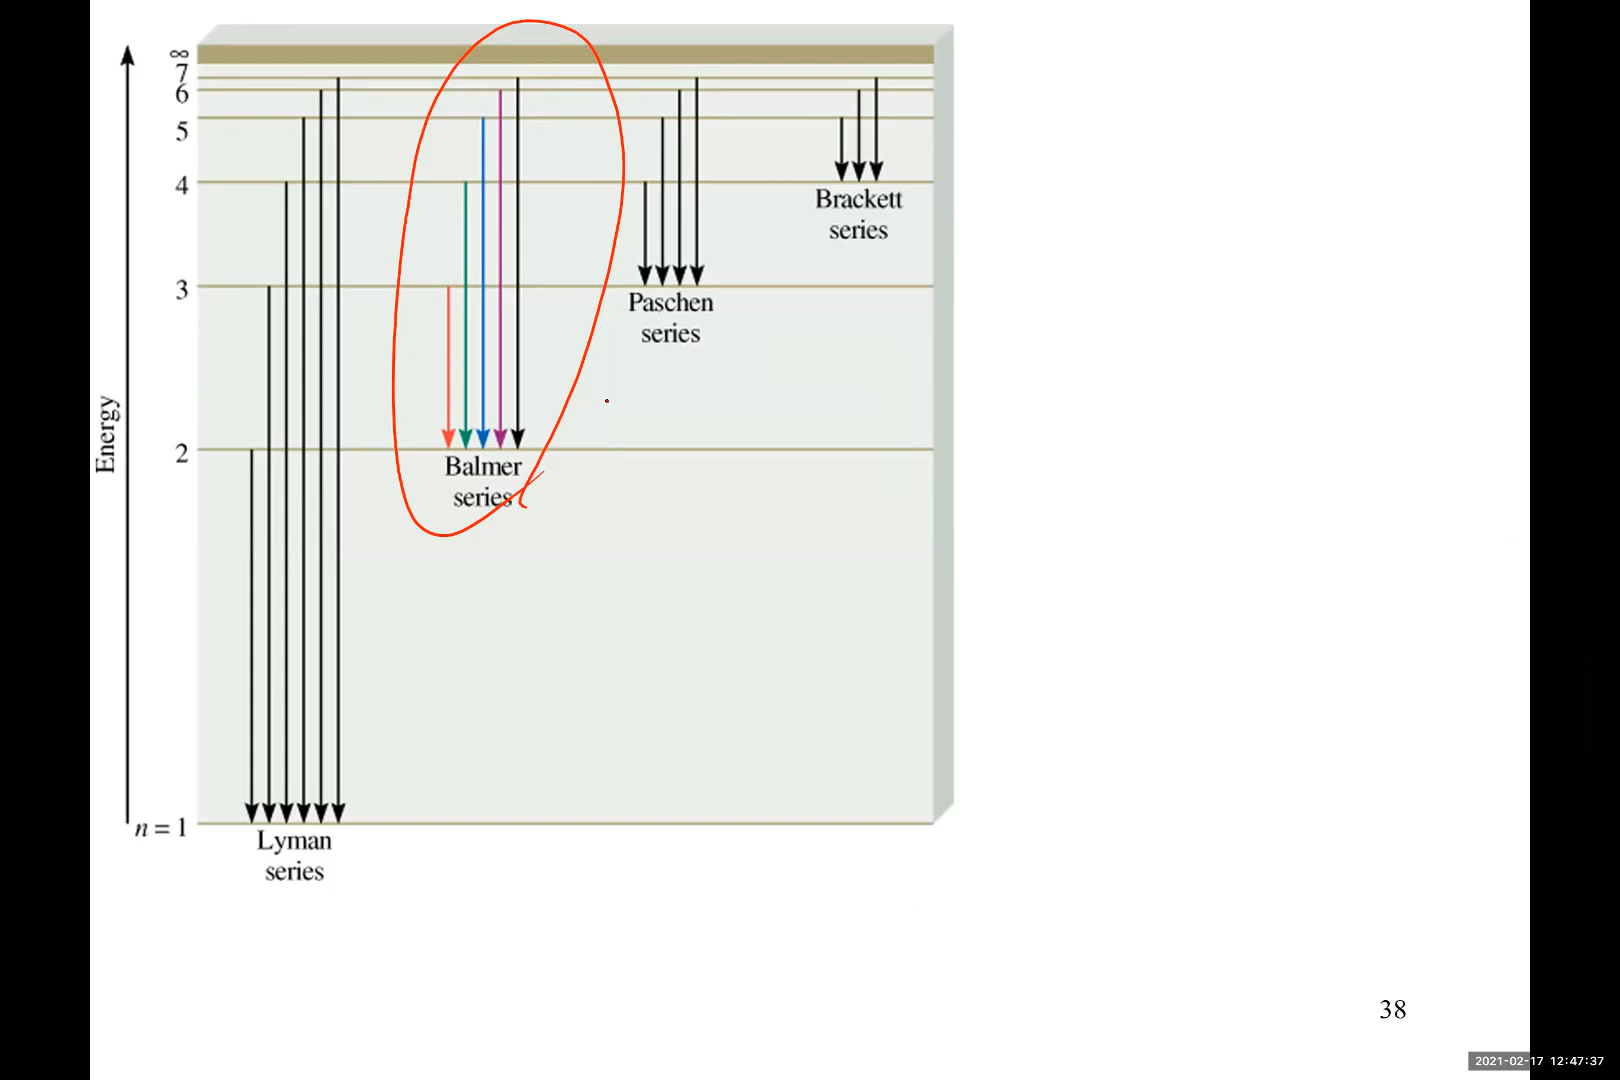 ∞
7
6
5
4
3
2
n = 1
Energy
Lyman
series
Balmer
series
Paschen
series
Brackett
series
38
2021-02-17 12:47:37